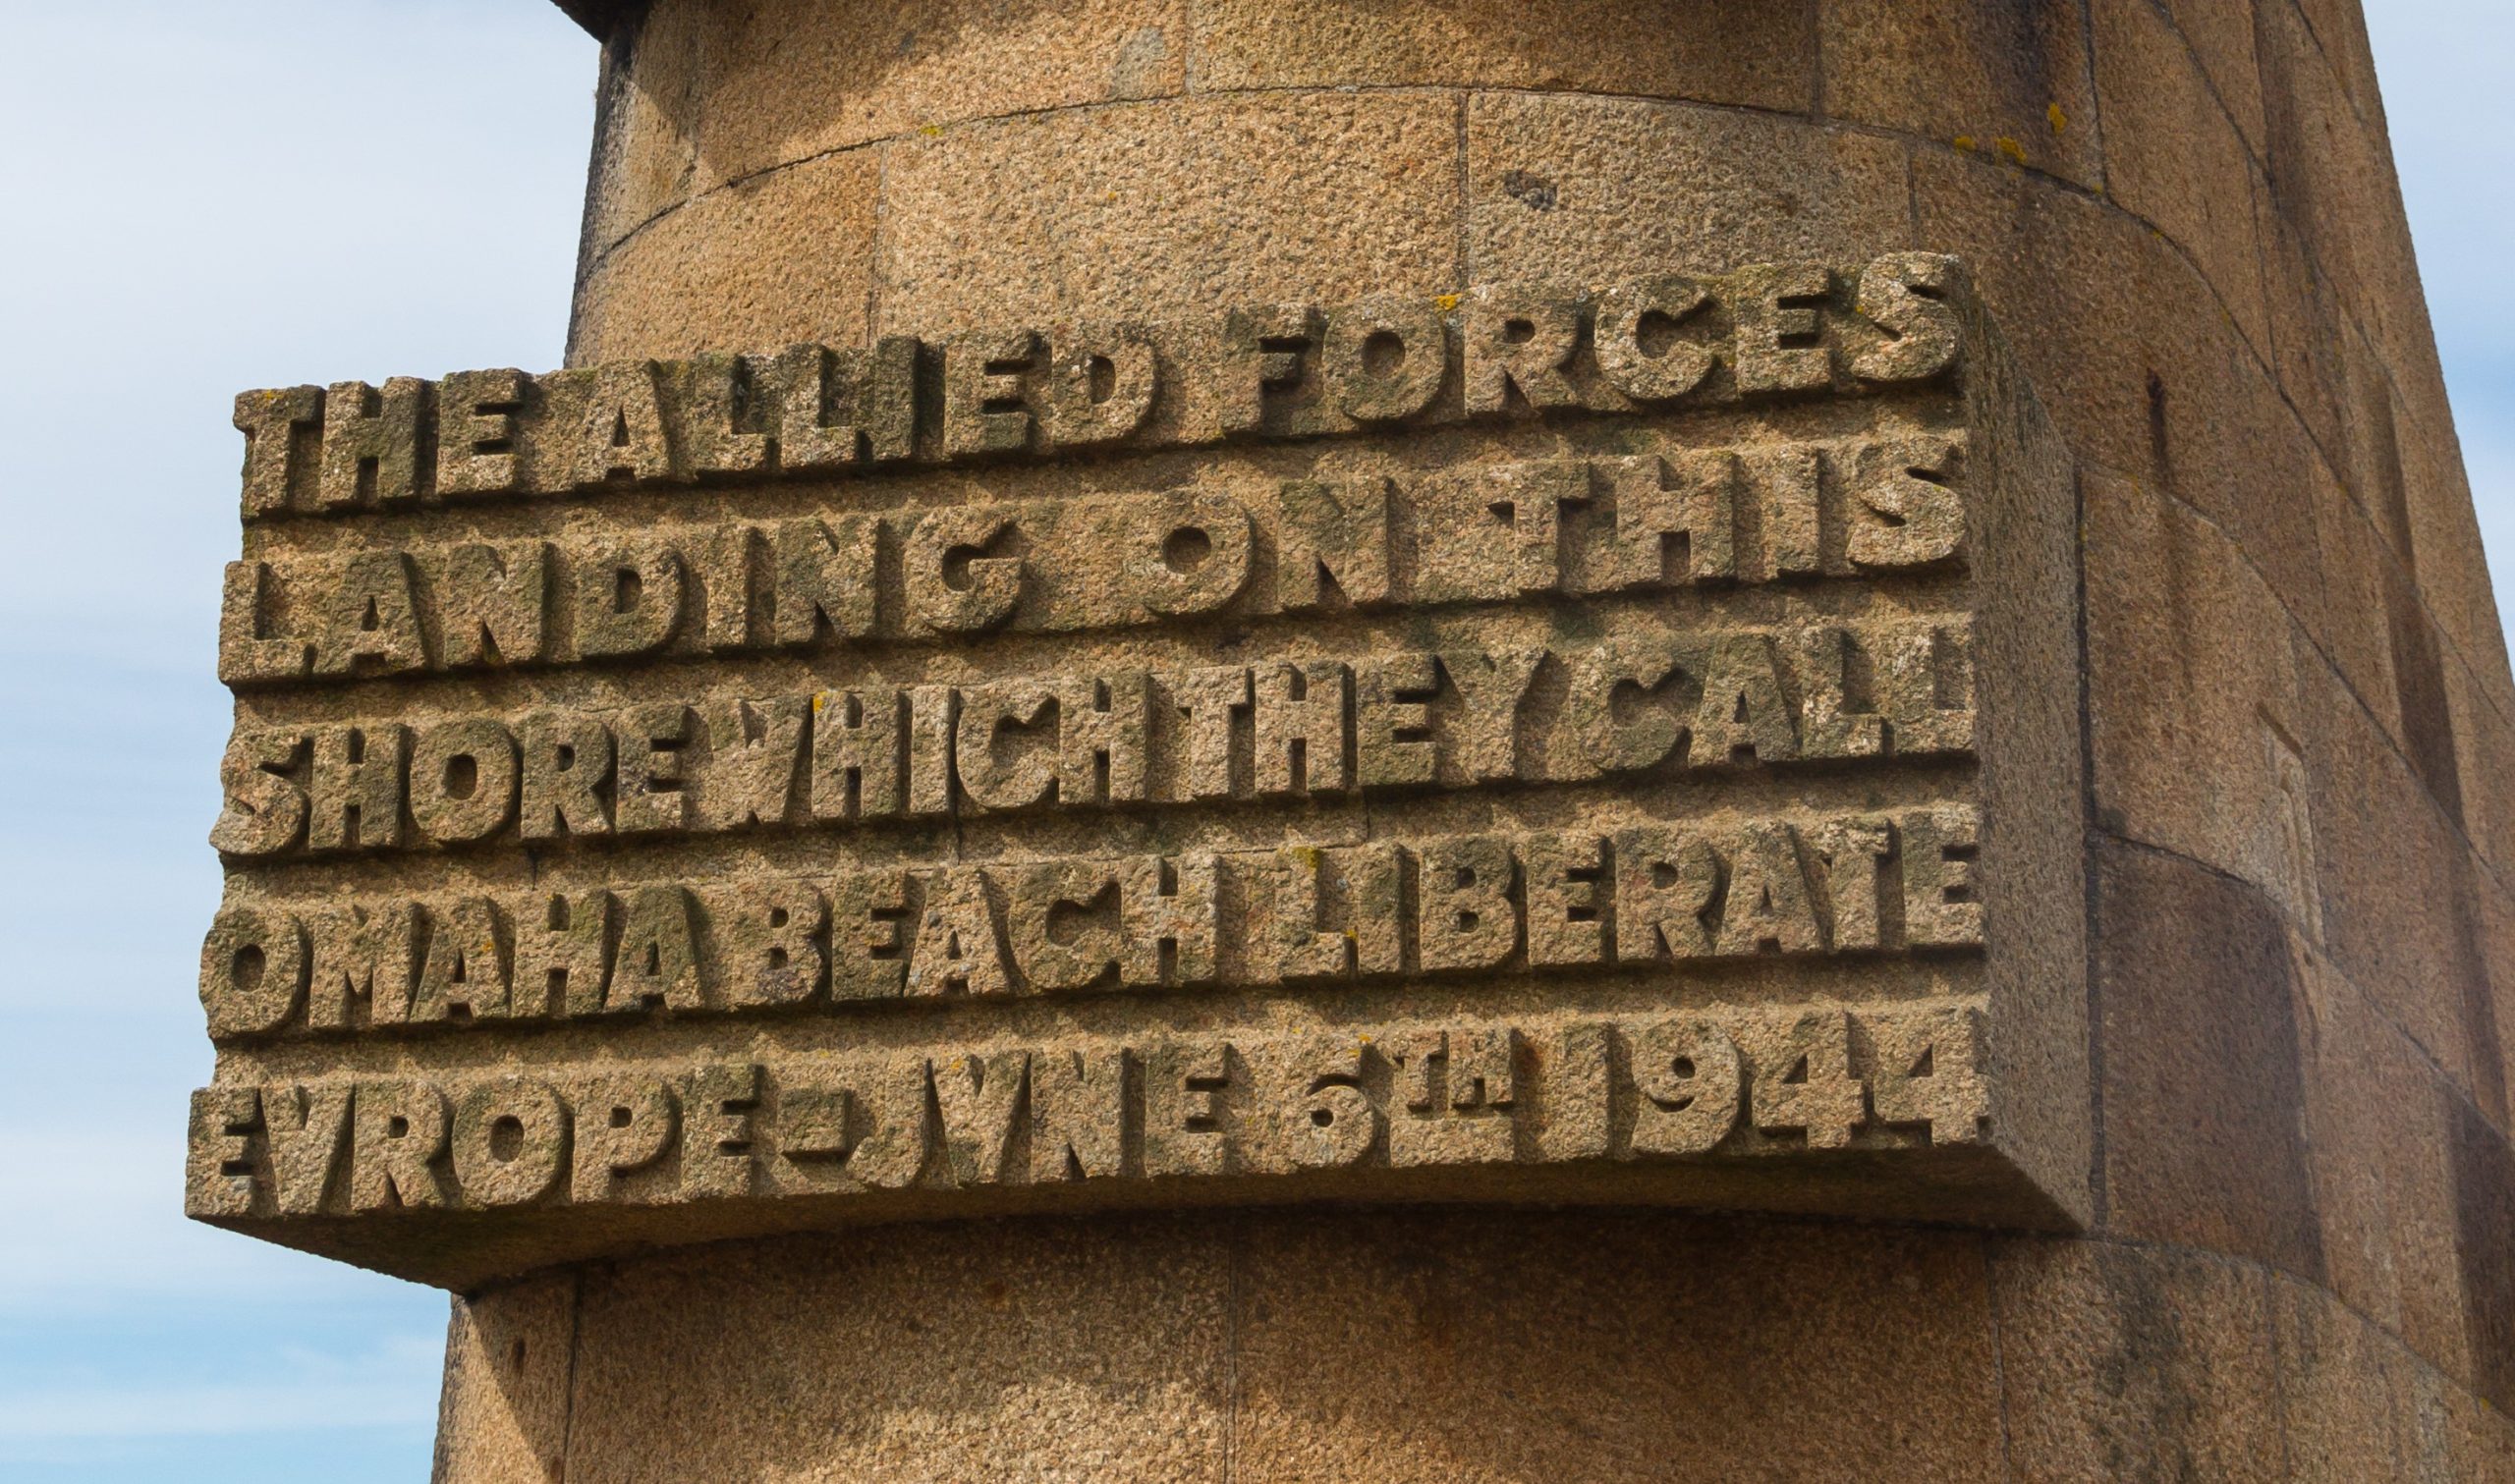 THE ALLIED FORCES
LANDING ON THIS
SHORE WHICH THEY CALL
OMAHA BEACH LIBERATE
EVROPE - JVNE 6TH 1944